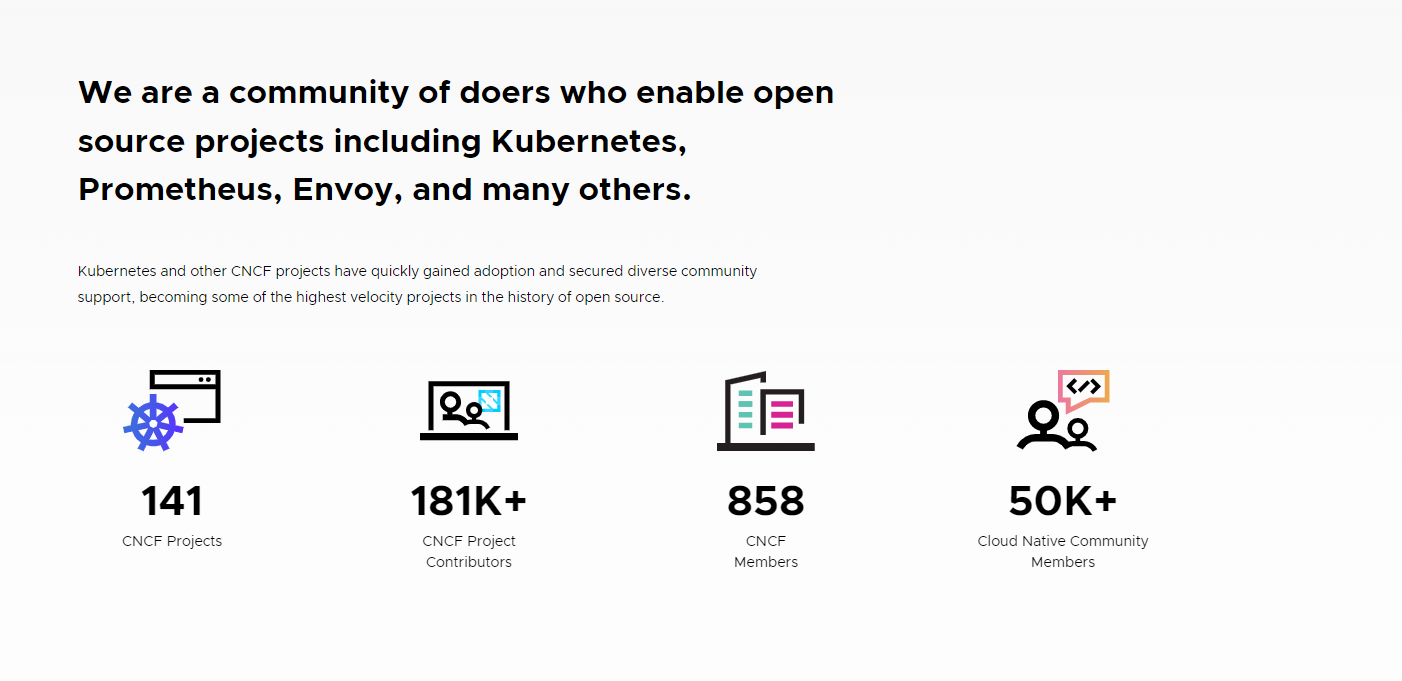 We are a community of doers who enable open
source projects including Kubernetes,
Prometheus, Envoy, and many others.
Kubernetes and other CNCF projects have quickly gained adoption and secured diverse community
support, becoming some of the highest velocity projects in the history of open source.
141
CNCF Projects
181K+
CNCF Project
Contributors
858
CNCF
Members
50K+
Cloud Native Community
Members